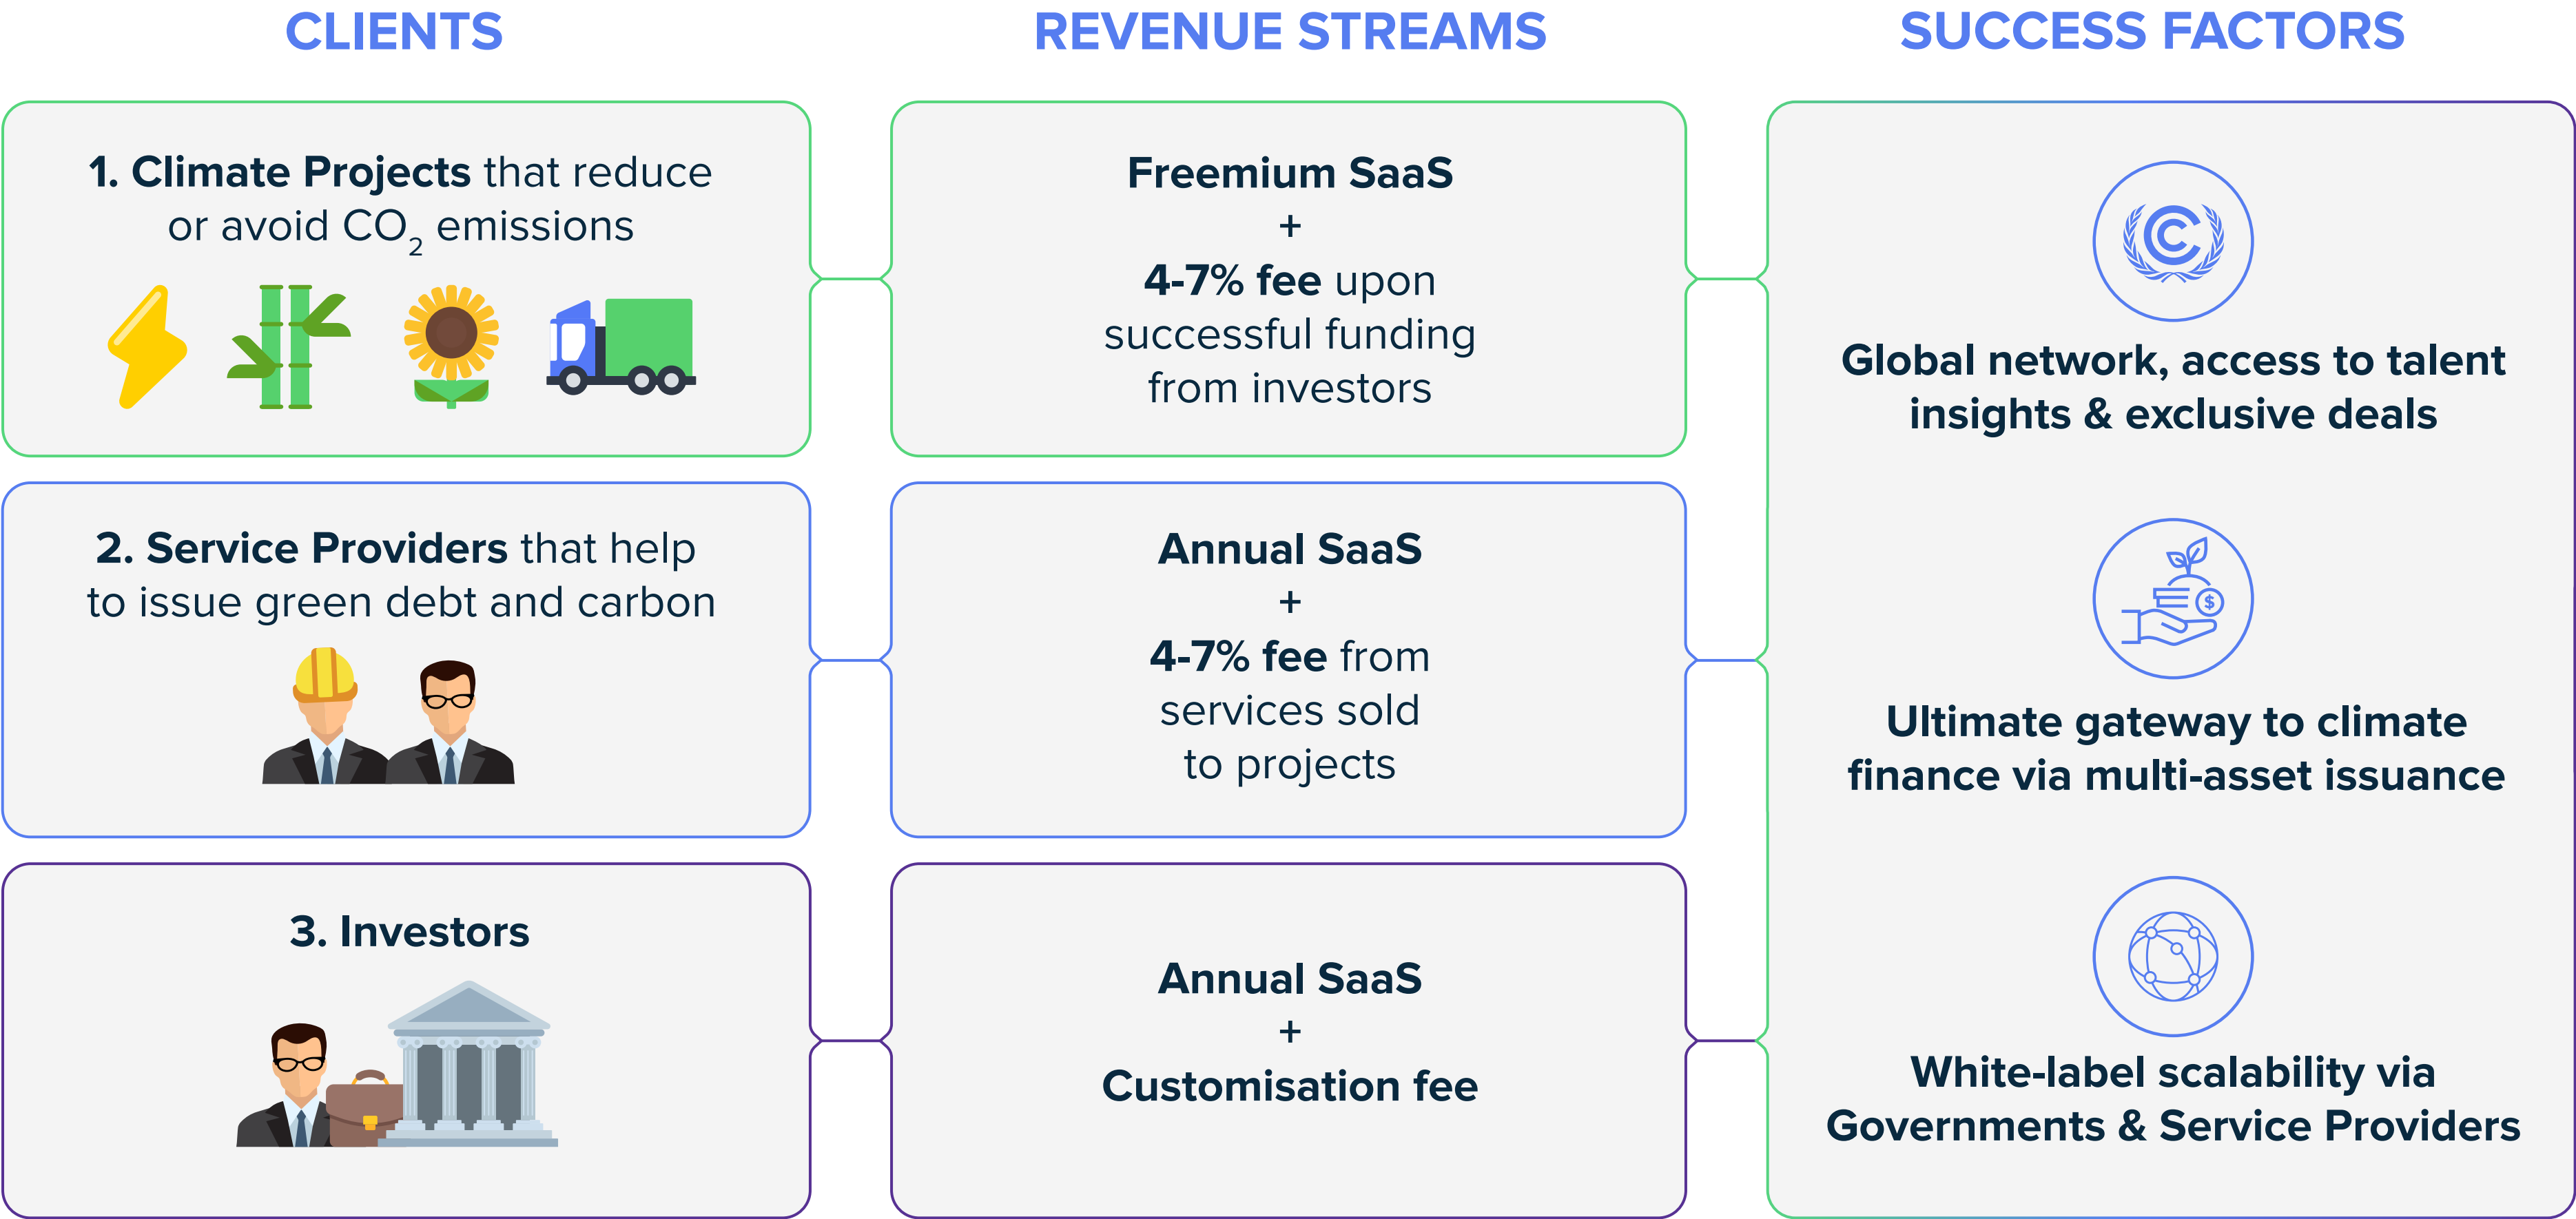 CLIENTS
REVENUE STREAMS
SUCCESS FACTORS
1. Climate Projects that reduce
or avoid CO₂ emissions
Freemium SaaS
+
4-7% fee upon
successful funding
from investors
2. Service Providers that help
to issue green debt and carbon
Annual SaaS
+
4-7% fee from
services sold
to projects
3. Investors
Annual SaaS
+
Customisation fee
Global network, access to talent
insights & exclusive deals
$
Ultimate gateway to climate
finance via multi-asset issuance
White-label scalability via
Governments & Service Providers